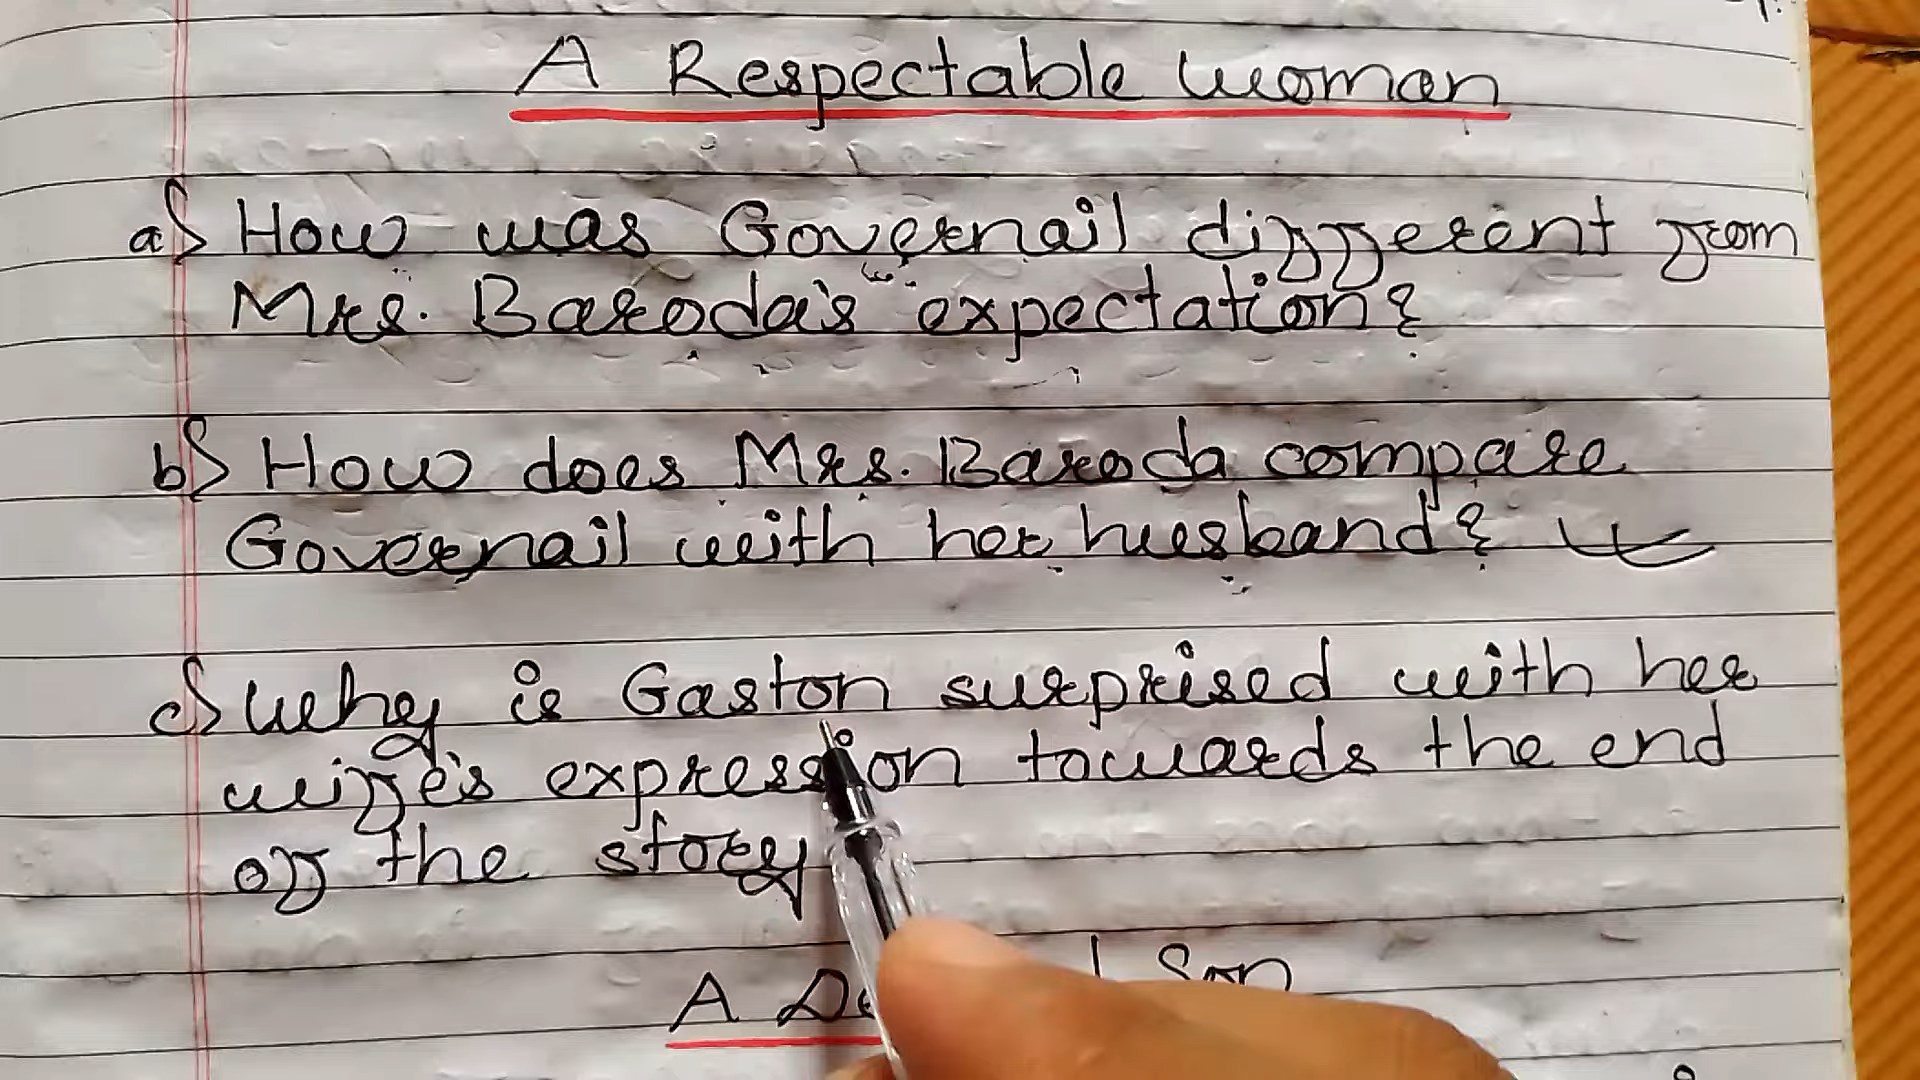 A Respectable Woman
a) How was Governail different from
Mrs. Baroda's expectation?
b) How does Mrs. Baroda compare
Governail with her husband?
c) Why is Gaston surprised with her
wife's expression towards the end
of the story
A Son